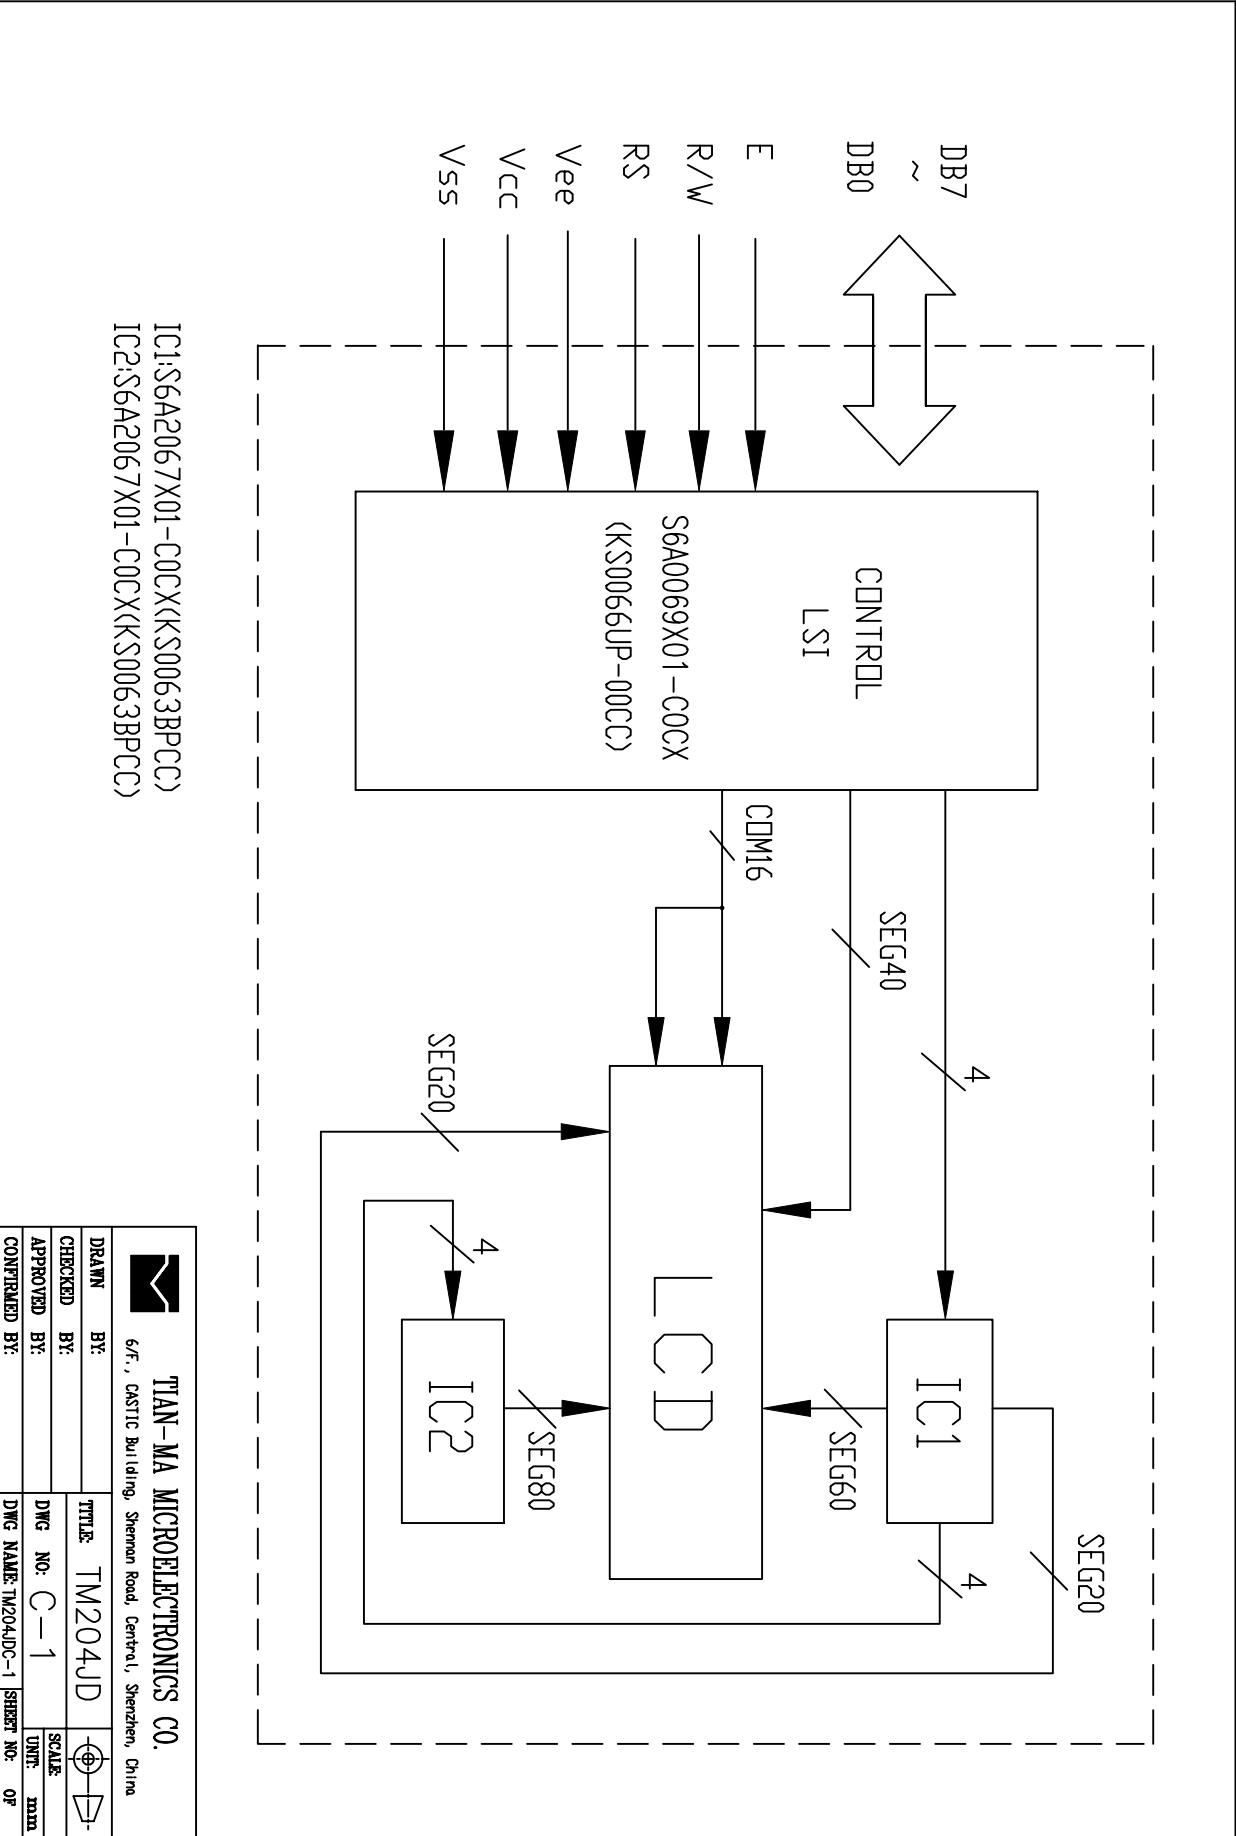 DB7
~
DB0
E
R/W
RS
Vee
Vcc
Vss
CONTROL
LSI
S6A0069X01-C0CX
(KS0066UP-00CC)
COM16
SEG40
4
SEG20
4
LCD
IC1
IC2
SEG60
SEG80
SEG20
4
IC1:S6A2067X01-C0CX(KS0063BPCC)
IC2:S6A2067X01-C0CX(KS0063BPCC)
TIAN-MA MICROELECTRONICS CO.
6/F., CASTIC Building, Shennan Road, Central, Shenzhen, China
DRAWN BY:
CHECKED BY:
APPROVED BY:
CONFIRMED BY:
TITLE: TM204JD
DWG NO: C-1
SCALE:
UNIT: mm
DWG NAME: TM204JDC-1
SHEET NO: OF